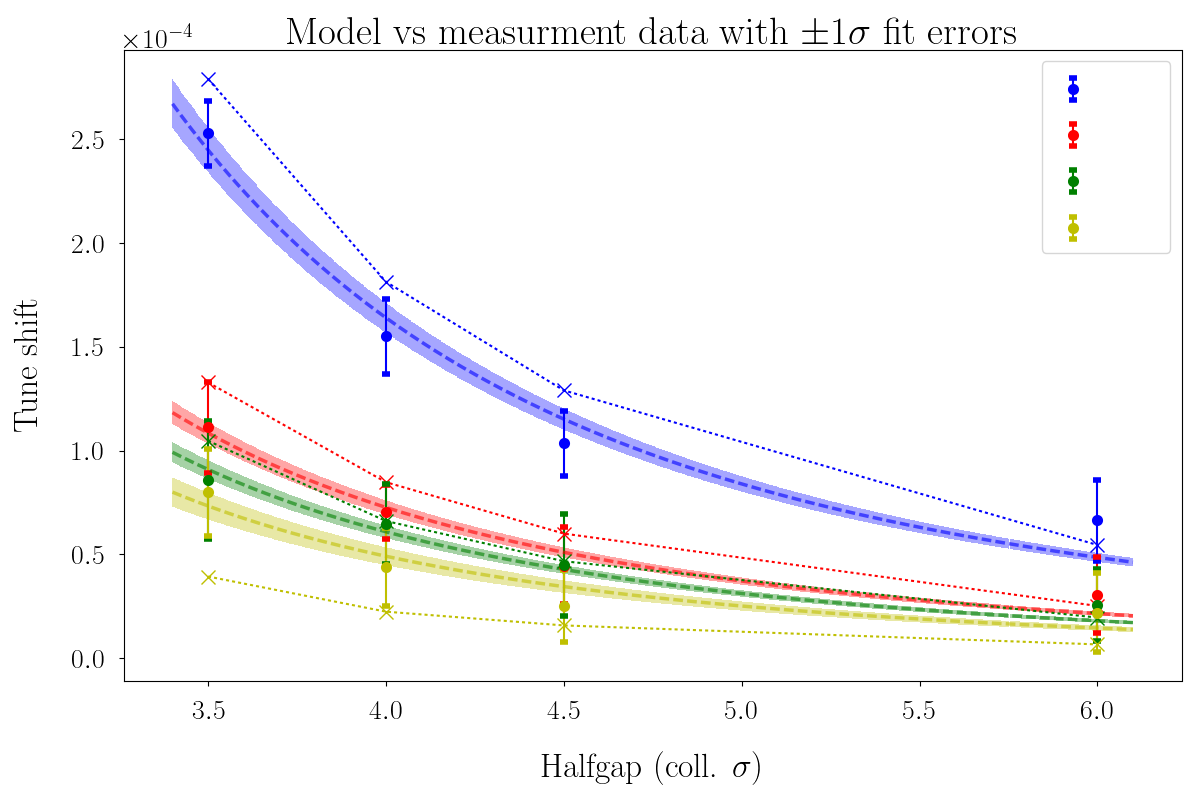 Model vs measurment data with ±1σ fit errors
×10⁻⁴
2.5
2.0
1.5
1.0
0.5
0.0
Tune shift
3.5 4.0 4.5 5.0 5.5 6.0
Halfgap (coll. σ)